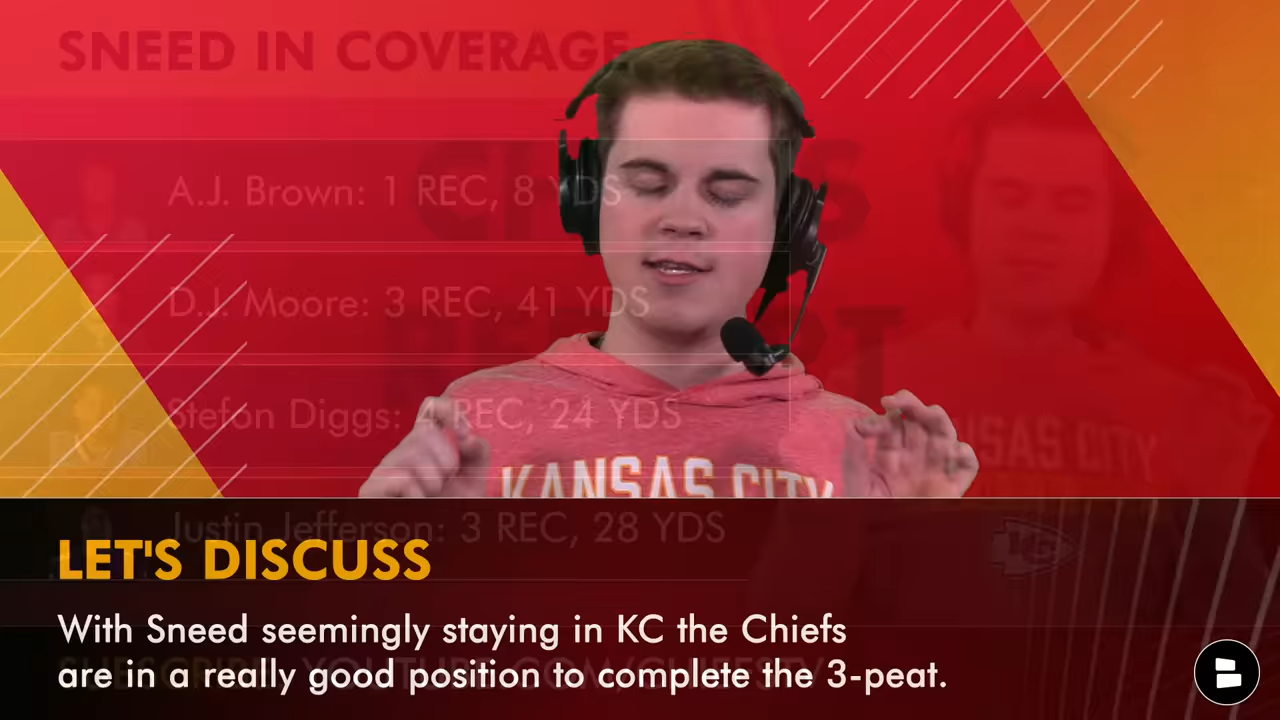 SNEED IN COVERAGE
A.J. Brown: 1 REC, 8 YDS
D.J. Moore: 3 REC, 41 YDS
Stefon Diggs: 4 REC, 24 YDS
KANSAS CITY
Justin Jefferson: 3 REC, 28 YDS
LET'S DISCUSS
With Sneed seemingly staying in KC the Chiefs
are in a really good position to complete the 3-peat.